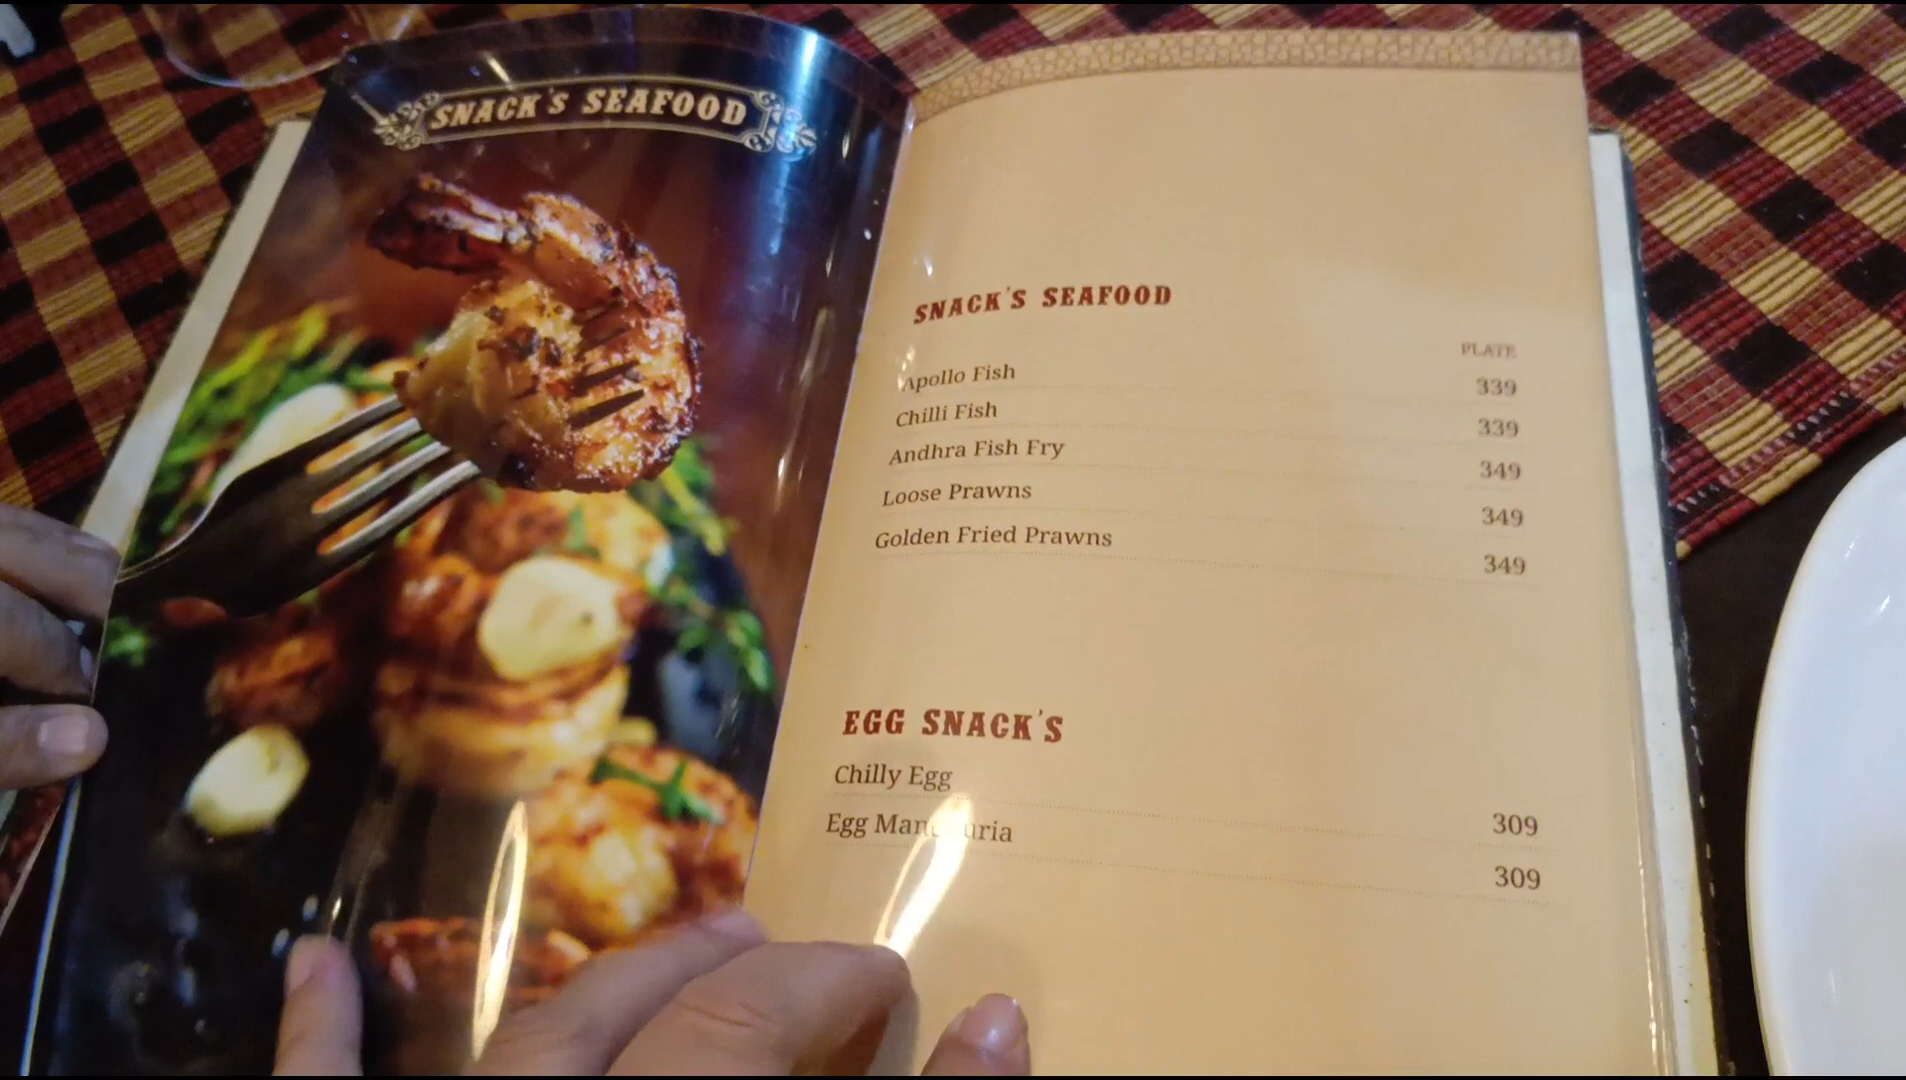 SNACK'S SEAFOOD
SNACK'S SEAFOOD
PLATE
Apollo Fish 339
Chilli Fish 339
Andhra Fish Fry 349
Loose Prawns 349
Golden Fried Prawns 349
EGG SNACK'S
Chilly Egg 309
Egg 309